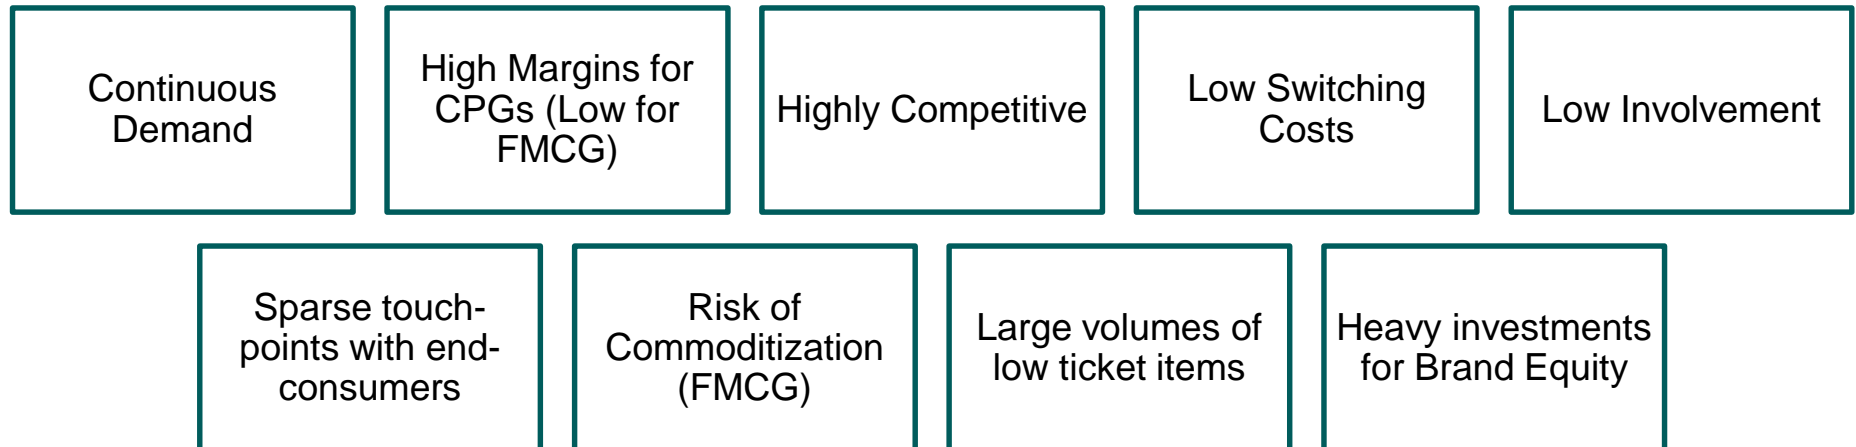 Continuous
Demand
High Margins for
CPGs (Low for
FMCG)
Highly Competitive
Low Switching
Costs
Low Involvement
Sparse touch-
points with end-
consumers
Risk of
Commoditization
(FMCG)
Large volumes of
low ticket items
Heavy investments
for Brand Equity